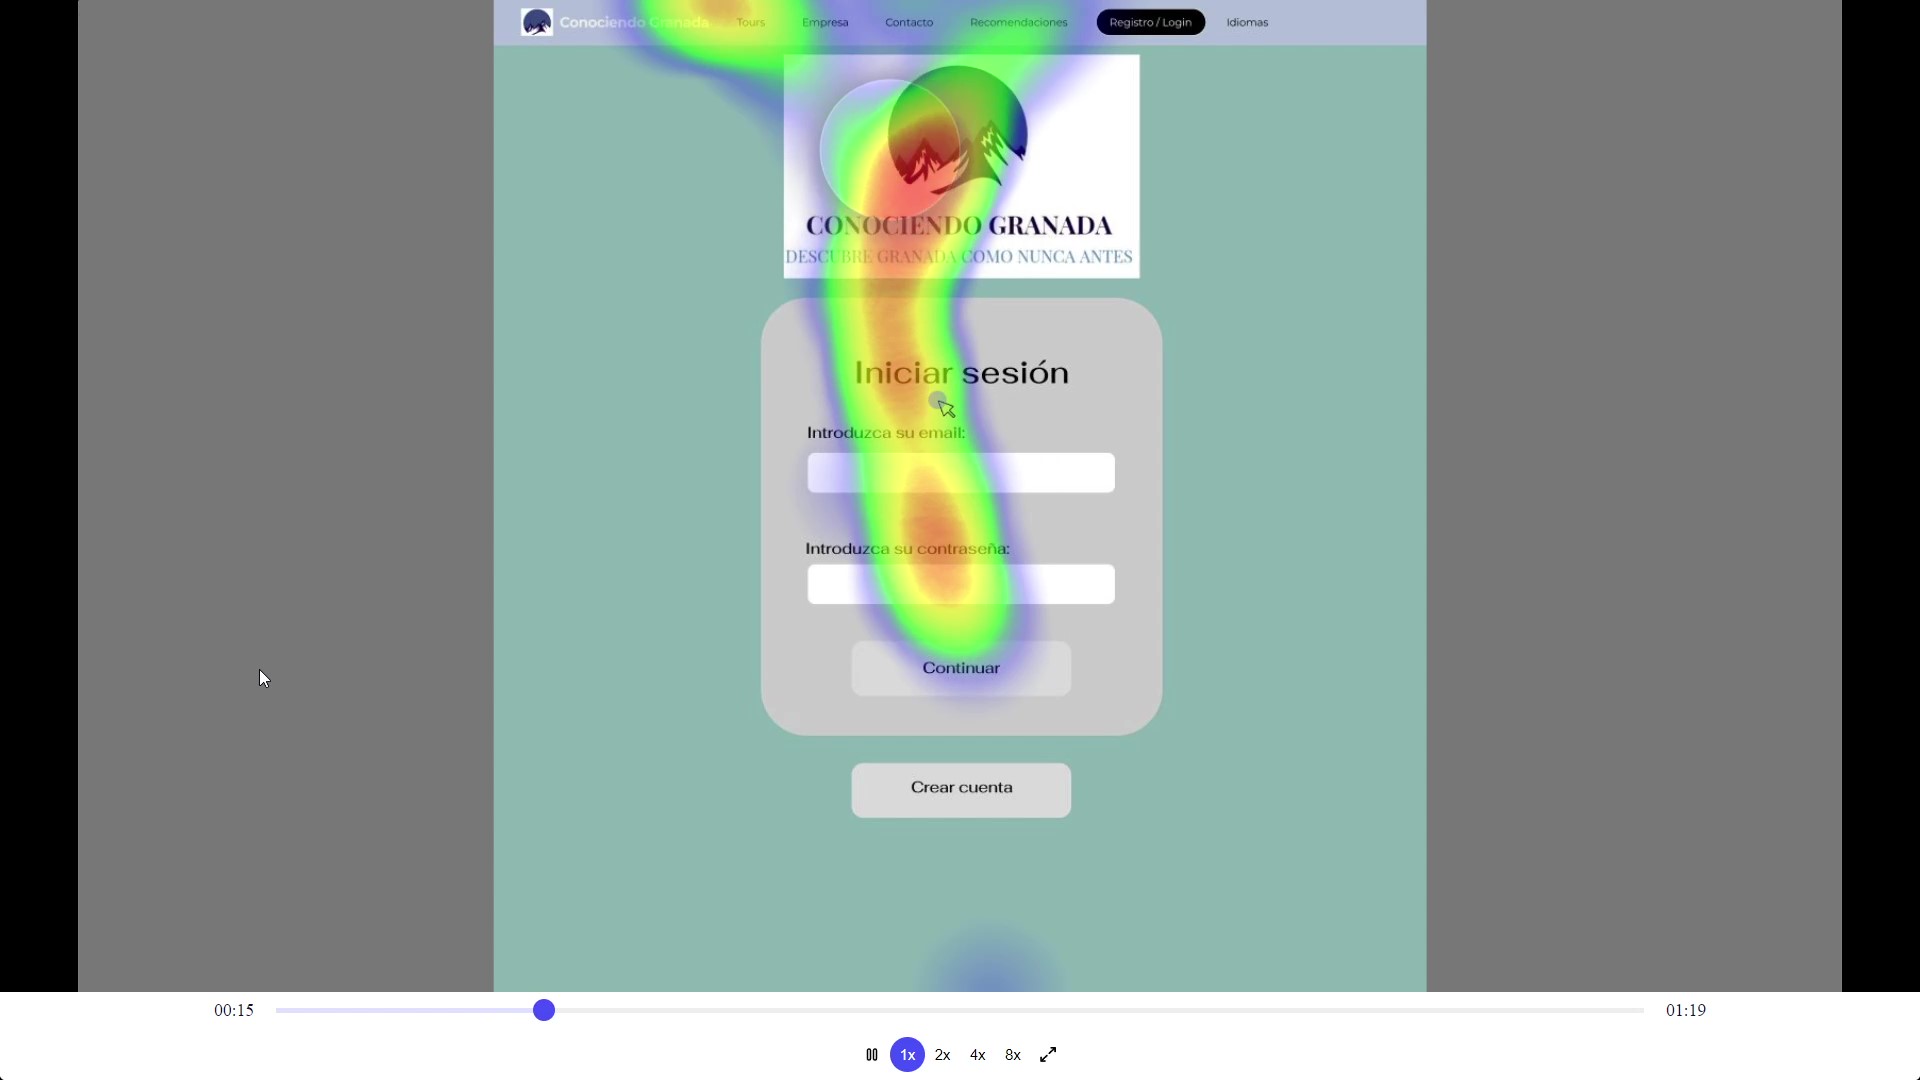 Conociendo Granada Tours Empresa Contacto Recomendaciones Registro / Login Idiomas
CONOCIENDO GRANADA
DESCUBRE GRANADA COMO NUNCA ANTES
Iniciar sesión
Introduzca su email:
Introduzca su contraseña:
Continuar
Crear cuenta
00:15 01:19
1x 2x 4x 8x